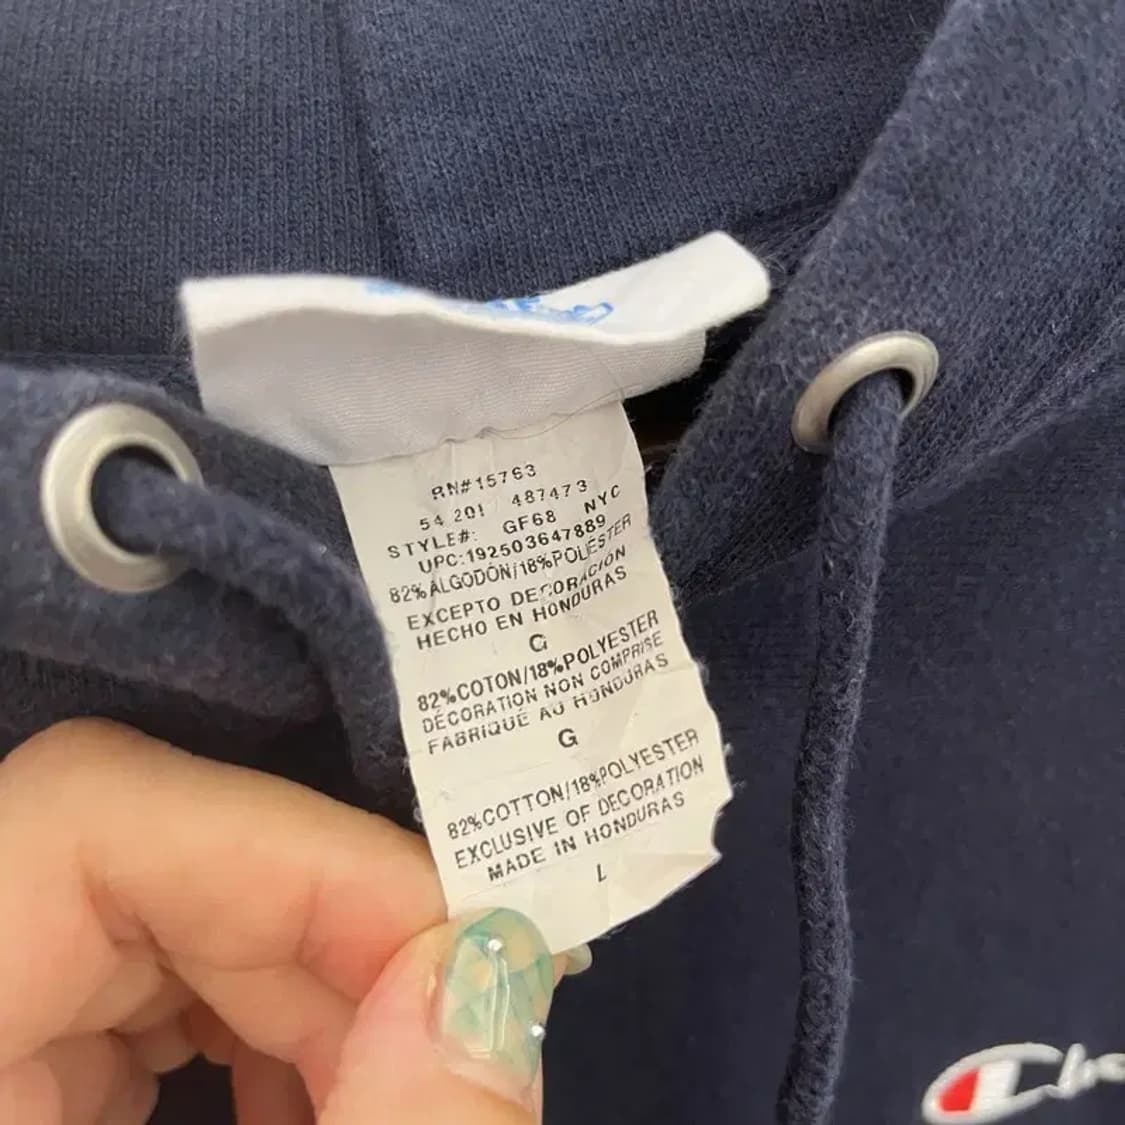 RN#15763
54 201 487473
STYLE#: GF68 NYC
UPC:192503647889
82%ALGODÓN/18%POLIÉSTER
EXCEPTO DECORACIÓN
HECHO EN HONDURAS
G
82%COTON/18%POLYESTER
DÉCORATION NON COMPRISE
FABRIQUÉ AU HONDURAS
G
82%COTTON/18%POLYESTER
EXCLUSIVE OF DECORATION
MADE IN HONDURAS
L